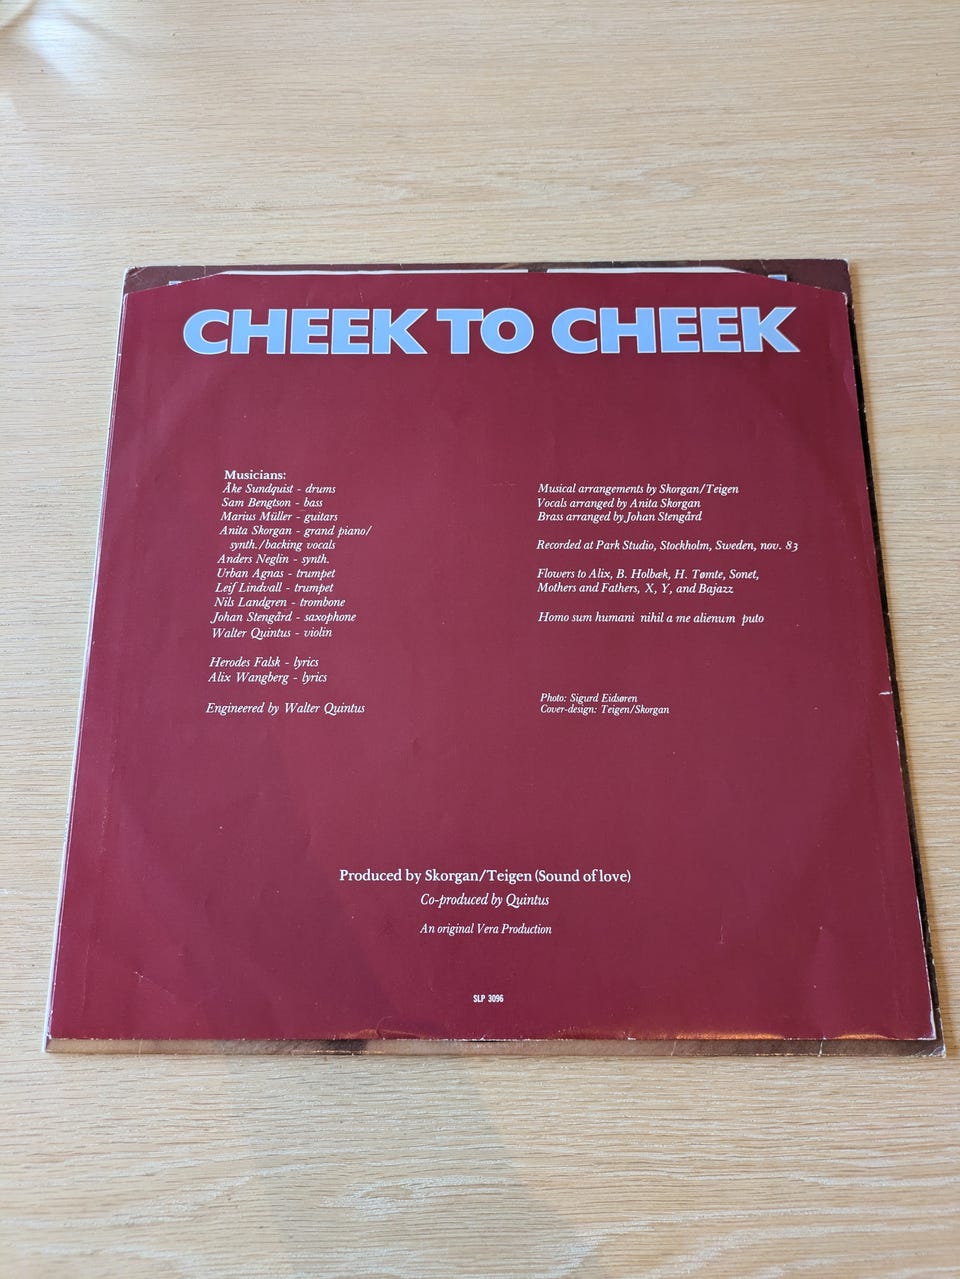 CHEEK TO CHEEK
Musicians:
Åke Sundquist - drums
Sam Bengtson - bass
Marius Müller - guitars
Anita Skorgan - grand piano/
synth./backing vocals
Anders Neglin - synth.
Urban Agnas - trumpet
Leif Lindvall - trumpet
Nils Landgren - trombone
Johan Stengård - saxophone
Walter Quintus - violin
Herodes Falsk - lyrics
Alix Wangberg - lyrics
Engineered by Walter Quintus
Musical arrangements by Skorgan/Teigen
Vocals arranged by Anita Skorgan
Brass arranged by Johan Stengård
Recorded at Park Studio, Stockholm, Sweden, nov. 83
Flowers to Alix, B. Holbæk, H. Tømte, Sonet,
Mothers and Fathers, X, Y, and Bajazz
Homo sum humani nihil a me alienum puto
Photo: Sigurd Eidsøren
Cover-design: Teigen/Skorgan
Produced by Skorgan/Teigen (Sound of love)
Co-produced by Quintus
An original Vera Production
SLP 3096